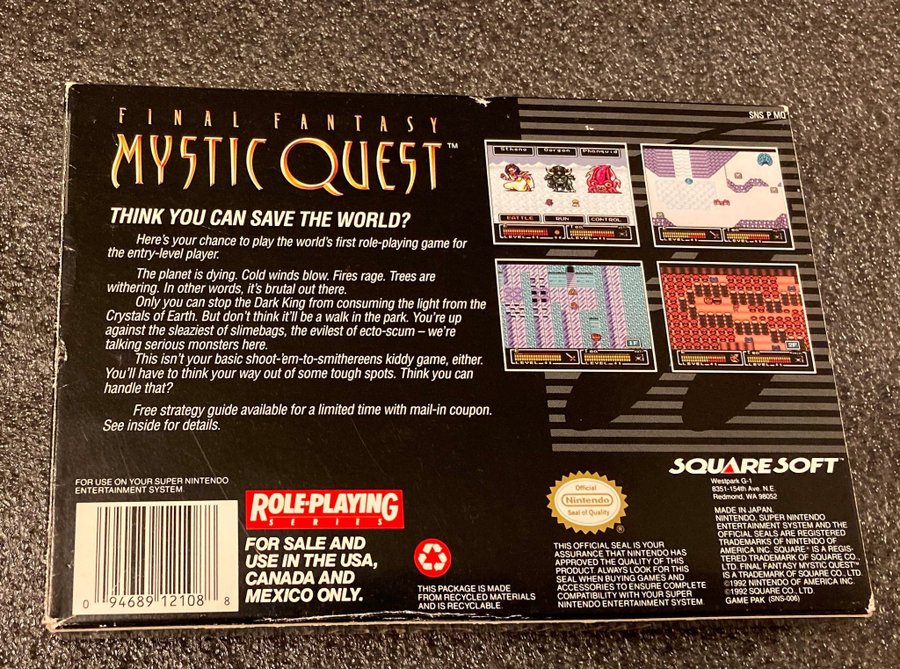 FINAL FANTASY
MYSTIC QUEST™
THINK YOU CAN SAVE THE WORLD?
Here's your chance to play the world's first role-playing game for
the entry-level player.
The planet is dying. Cold winds blow. Fires rage. Trees are
withering. In other words, it's brutal out there.
Only you can stop the Dark King from consuming the light from the
Crystals of Earth. But don't think it'll be a walk in the park. You're up
against the sleaziest of slimebags, the evilest of ecto-scum – we're
talking serious monsters here.
This isn't your basic shoot-'em-to-smithereens kiddy game, either.
You'll have to think your way out of some tough spots. Think you can
handle that?
Free strategy guide available for a limited time with mail-in coupon.
See inside for details.
SNS P MQ
Stheno Gorgon Phanquid
BATTLE RUN CONTROL
1F
2F
FOR USE ON YOUR SUPER NINTENDO
ENTERTAINMENT SYSTEM
0 94689 12108 8
ROLE-PLAYING
SERIES
FOR SALE AND
USE IN THE USA,
CANADA AND
MEXICO ONLY.
THIS PACKAGE IS MADE
FROM RECYCLED MATERIALS
AND IS RECYCLABLE.
Official
Nintendo
Seal of Quality
®
THIS OFFICIAL SEAL IS YOUR
ASSURANCE THAT NINTENDO HAS
APPROVED THE QUALITY OF THIS
PRODUCT. ALWAYS LOOK FOR THIS
SEAL WHEN BUYING GAMES AND
ACCESSORIES TO ENSURE COMPLETE
COMPATIBILITY WITH YOUR SUPER
NINTENDO ENTERTAINMENT SYSTEM.
SQUARESOFT™
Westpark G-1
8351-154th Ave. N.E.
Redmond, WA 98052
MADE IN JAPAN.
NINTENDO, SUPER NINTENDO
ENTERTAINMENT SYSTEM AND THE
OFFICIAL SEALS ARE REGISTERED
TRADEMARKS OF NINTENDO OF
AMERICA INC. SQUARE® IS A REGIS-
TERED TRADEMARK OF SQUARE CO.,
LTD. FINAL FANTASY MYSTIC QUEST™
IS A TRADEMARK OF SQUARE CO., LTD.
©1992 NINTENDO OF AMERICA INC.
©1992 SQUARE CO., LTD.
GAME PAK (SNS-006)